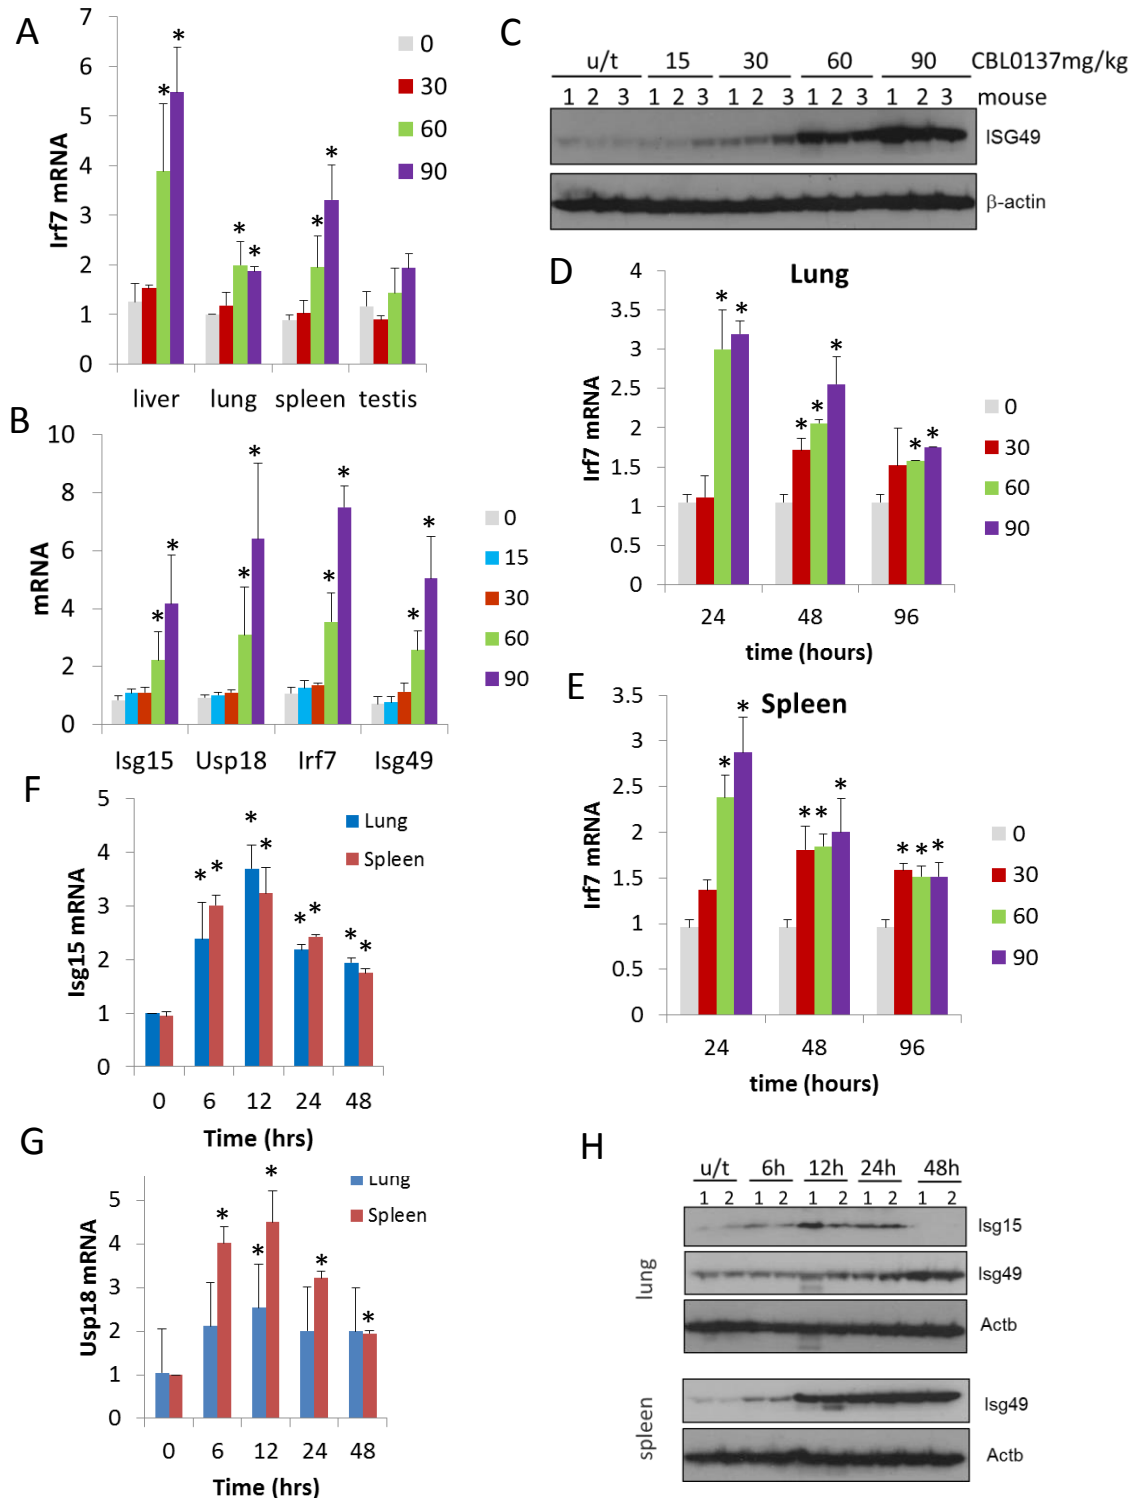 A
7
6
5
4
3
2
1
0
Irf7 mRNA
* * * * * *
0
30
60
90
liver lung spleen testis
C
u/t 15 30 60 90 CBL0137mg/kg
1 2 3 1 2 3 1 2 3 1 2 3 1 2 3 mouse
ISG49
β-actin
B
10
8
6
4
2
0
mRNA
* * * * * * * *
0
15
30
60
90
Isg15 Usp18 Irf7 Isg49
D
Lung
4
3.5
3
2.5
2
1.5
1
0.5
0
Irf7 mRNA
* * * * * * *
0
30
60
90
24 48 96
time (hours)
E
Spleen
3.5
3
2.5
2
1.5
1
0.5
0
Irf7 mRNA
* * * * * * * *
0
30
60
90
24 48 96
time (hours)
F
5
4
3
2
1
0
Isg15 mRNA
* * * * * * * *
Lung
Spleen
0 6 12 24 48
Time (hrs)
G
5
4
3
2
1
0
Usp18 mRNA
* * * * *
Lung
Spleen
0 6 12 24 48
Time (hrs)
H
u/t 6h 12h 24h 48h
1 2 1 2 1 2 1 2 1 2
lung
Isg15
Isg49
Actb
spleen
Isg49
Actb